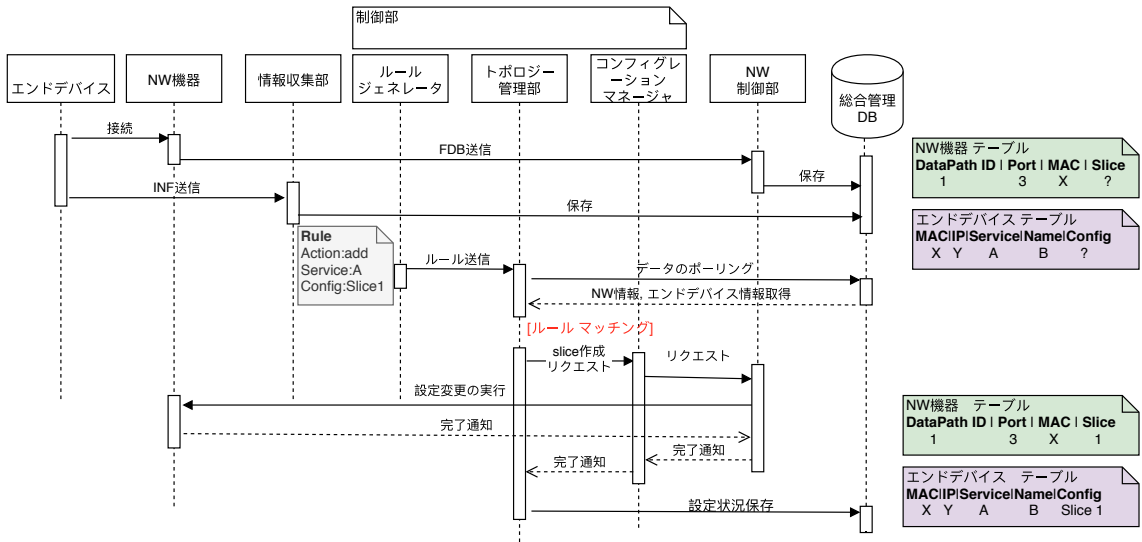 制御部
エンドデバイス
NW機器
情報収集部
ルール
ジェネレータ
トポロジー
管理部
コンフィグレ
ーション
マネージャ
NW
制御部
総合管理
DB
接続
FDB送信
保存
INF送信
保存
NW機器 テーブル
DataPath ID | Port | MAC | Slice
1 3 X ?
エンドデバイス テーブル
MAC|IP|Service|Name|Config
X Y A B ?
Rule
Action:add
Service:A
Config:Slice1
ルール送信
データのポーリング
NW情報, エンドデバイス情報取得
[ルール マッチング]
slice作成
リクエスト
リクエスト
設定変更の実行
完了通知
完了通知
完了通知
設定状況保存
NW機器　テーブル
DataPath ID | Port | MAC | Slice
1 3 X 1
エンドデバイス　テーブル
MAC|IP|Service|Name|Config
X Y A B Slice 1